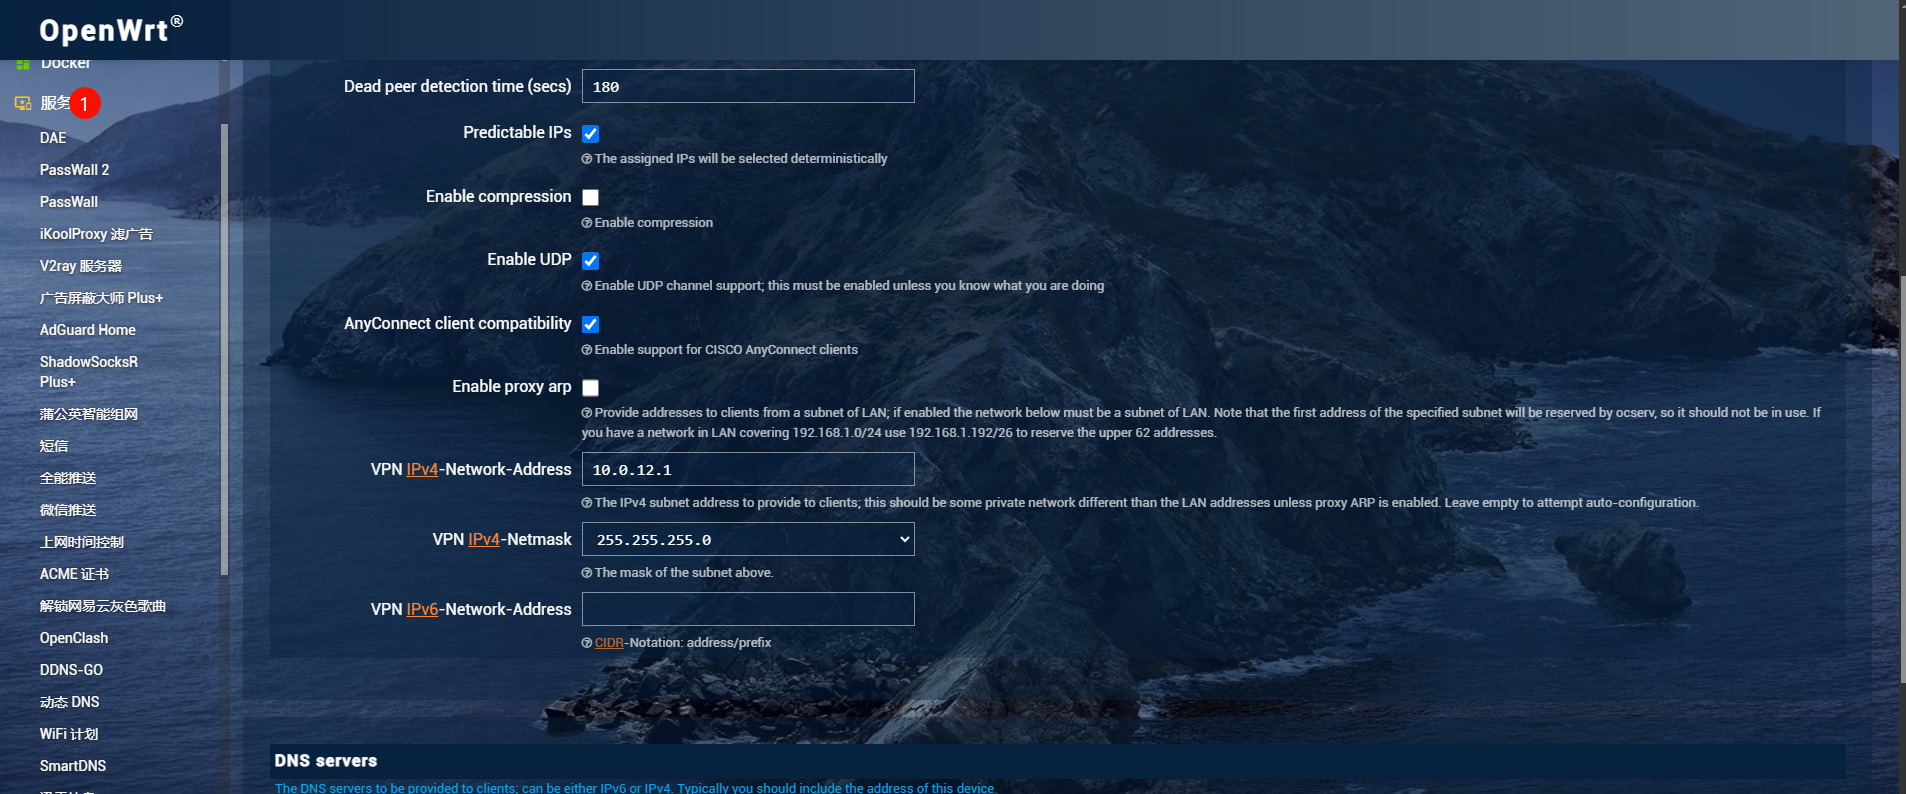 OpenWrt®
Docker
服务
1
DAE
PassWall 2
PassWall
iKoolProxy 滤广告
V2ray 服务器
广告屏蔽大师 Plus+
AdGuard Home
ShadowSocksR
Plus+
蒲公英智能组网
短信
全能推送
微信推送
上网时间控制
ACME 证书
解锁网易云灰色歌曲
OpenClash
DDNS-GO
动态 DNS
WiFi 计划
SmartDNS
Dead peer detection time (secs) 180
Predictable IPs
The assigned IPs will be selected deterministically
Enable compression
Enable compression
Enable UDP
Enable UDP channel support; this must be enabled unless you know what you are doing
AnyConnect client compatibility
Enable support for CISCO AnyConnect clients
Enable proxy arp
Provide addresses to clients from a subnet of LAN; if enabled the network below must be a subnet of LAN. Note that the first address of the specified subnet will be reserved by ocserv, so it should not be in use. If
you have a network in LAN covering 192.168.1.0/24 use 192.168.1.192/26 to reserve the upper 62 addresses.
VPN IPv4-Network-Address 10.0.12.1
The IPv4 subnet address to provide to clients; this should be some private network different than the LAN addresses unless proxy ARP is enabled. Leave empty to attempt auto-configuration.
VPN IPv4-Netmask 255.255.255.0
The mask of the subnet above.
VPN IPv6-Network-Address
CIDR-Notation: address/prefix
DNS servers
The DNS servers to be provided to clients; can be either IPv6 or IPv4. Typically you should include the address of this device